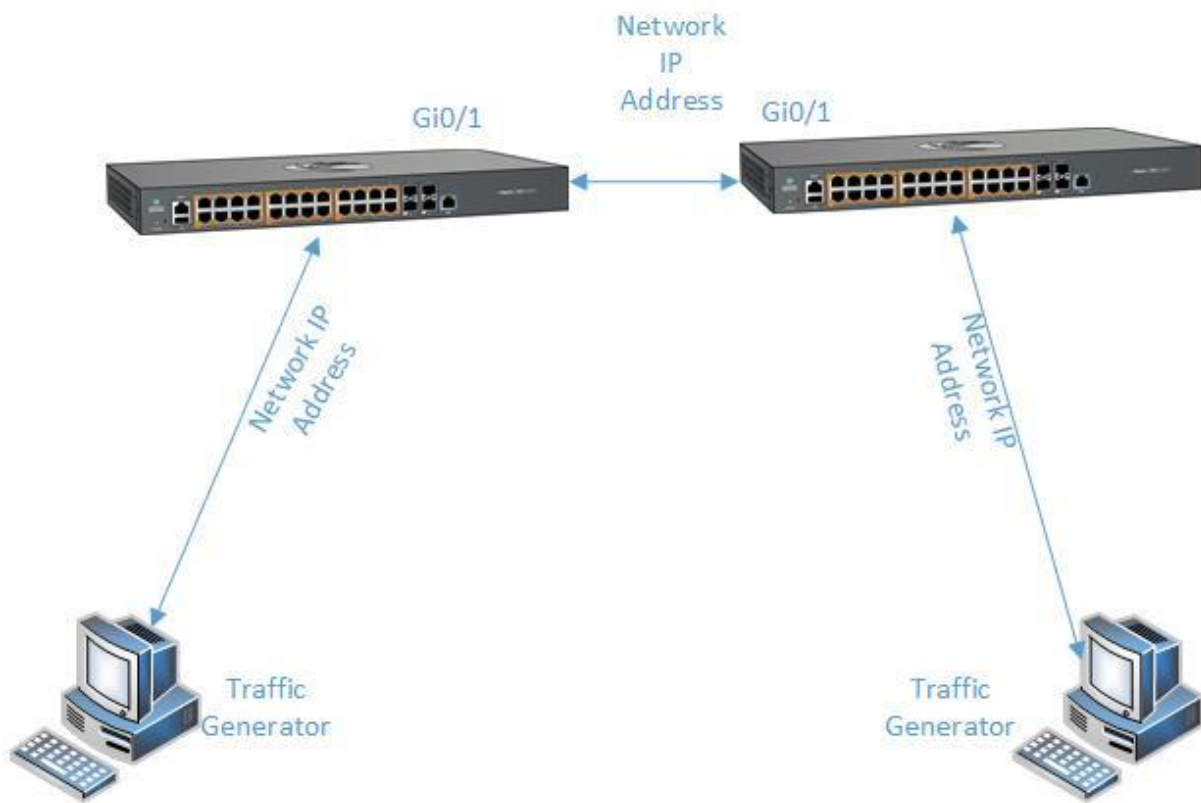 Network
IP
Address
Gi0/1
Gi0/1
Network IP
Address
Network IP
Address
Traffic
Generator
Traffic
Generator